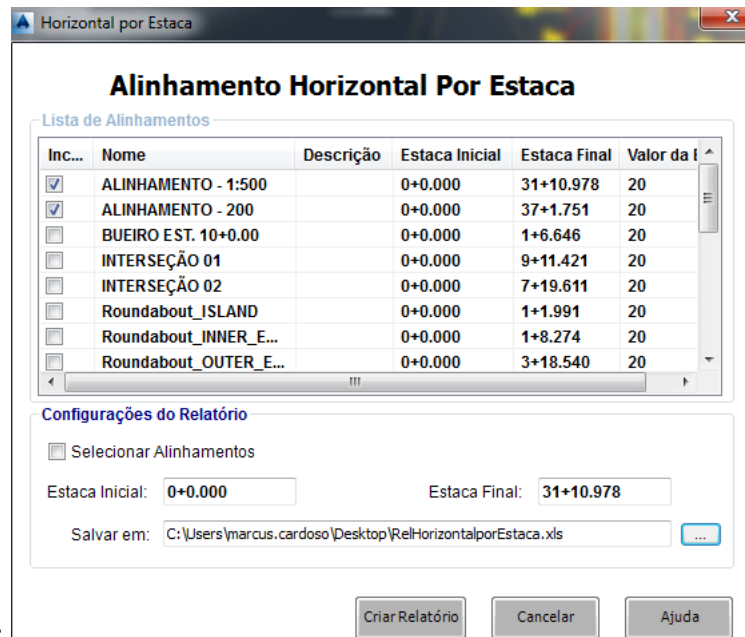 Horizontal por Estaca
Alinhamento Horizontal Por Estaca
Lista de Alinhamentos
Inc... Nome Descrição Estaca Inicial Estaca Final Valor da
ALINHAMENTO - 1:500 0+0.000 31+10.978 20
ALINHAMENTO - 200 0+0.000 37+1.751 20
BUEIRO EST. 10+0.00 0+0.000 1+6.646 20
INTERSEÇÃO 01 0+0.000 9+11.421 20
INTERSEÇÃO 02 0+0.000 7+19.611 20
Roundabout_ISLAND 0+0.000 1+1.991 20
Roundabout_INNER_E... 0+0.000 1+8.274 20
Roundabout_OUTER_E... 0+0.000 3+18.540 20
Configurações do Relatório
Selecionar Alinhamentos
Estaca Inicial: 0+0.000 Estaca Final: 31+10.978
Salvar em: C:\Users\marcus.cardoso\Desktop\RelHorizontalporEstaca.xls ...
Criar Relatório Cancelar Ajuda